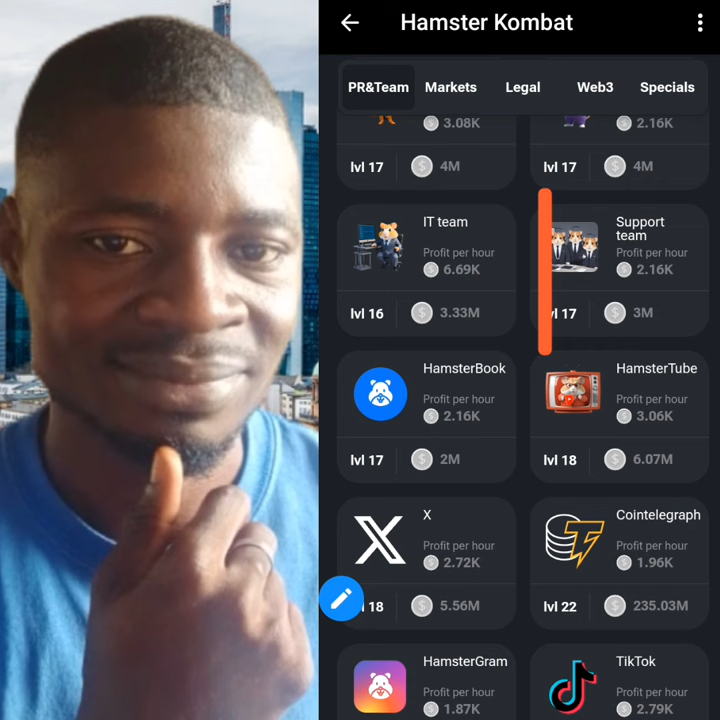 Hamster Kombat
PR&Team Markets Legal Web3 Specials
3.08K
2.16K
lvl 17 4M
lvl 17 4M
IT team
Profit per hour
6.69K
lvl 16 3.33M
Support
team
Profit per hour
2.16K
vl 17 3M
HamsterBook
Profit per hour
2.16K
lvl 17 2M
HamsterTube
Profit per hour
3.06K
lvl 18 6.07M
X
Profit per hour
2.72K
18 5.56M
Cointelegraph
Profit per hour
1.96K
lvl 22 235.03M
HamsterGram
Profit per hour
1.87K
TikTok
Profit per hour
2.79K